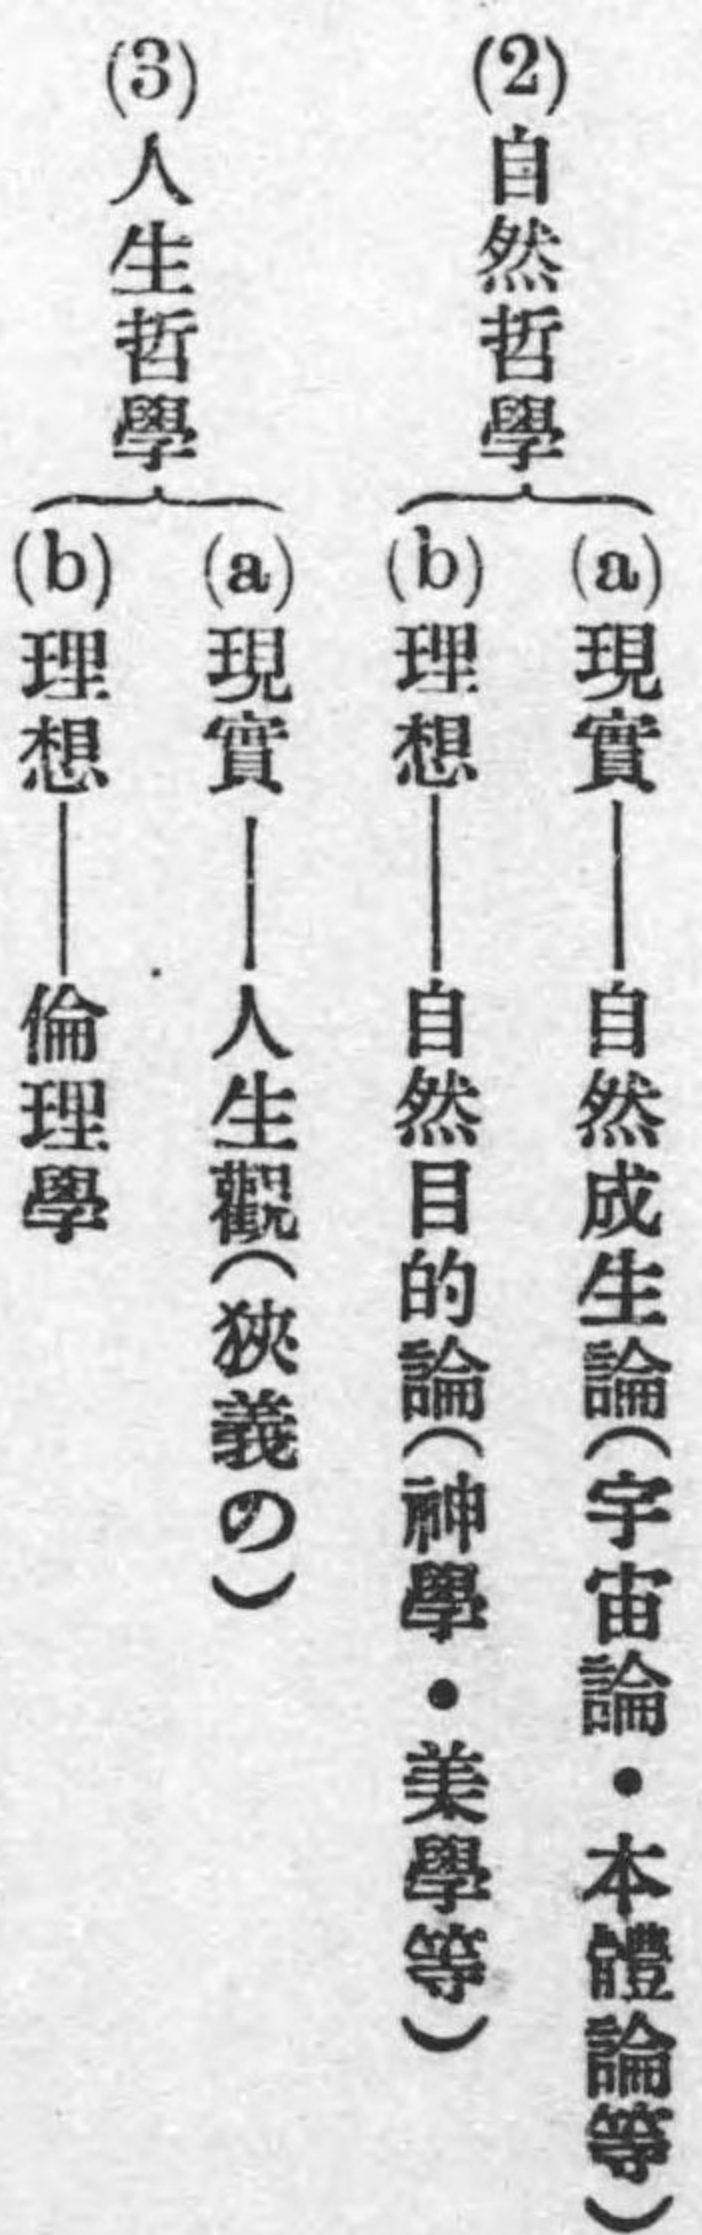 (2)自然哲學
(a)現實——自然成生論(宇宙論・本體論等)
(b)理想——自然目的論(神學・美學等)
(3)人生哲學
(a)現實——人生觀(狹義の)
(b)理想——倫理學